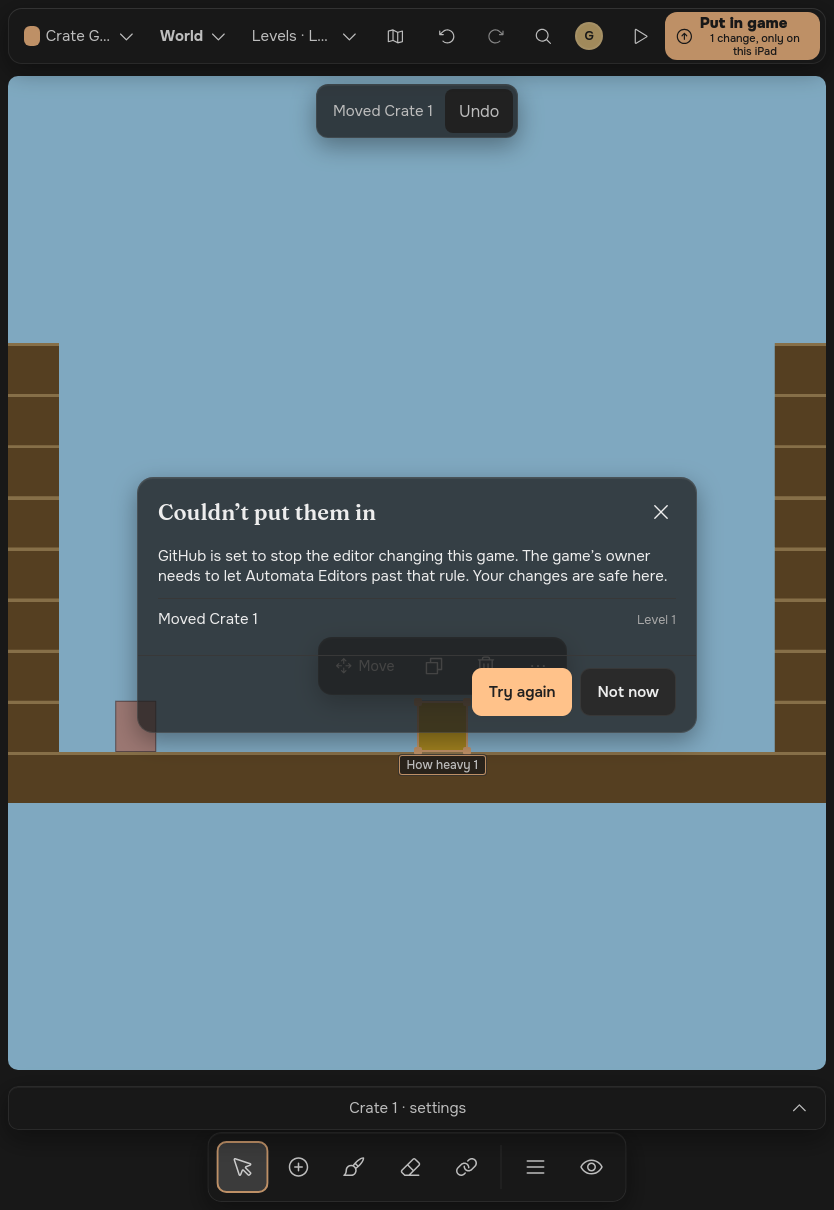 Crate G...
World
Levels · L...
G
Put in game
1 change, only on
this iPad
Moved Crate 1
Undo
Couldn’t put them in
GitHub is set to stop the editor changing this game. The game’s owner
needs to let Automata Editors past that rule. Your changes are safe here.
Moved Crate 1
Level 1
Move
Try again
Not now
How heavy 1
Crate 1 · settings